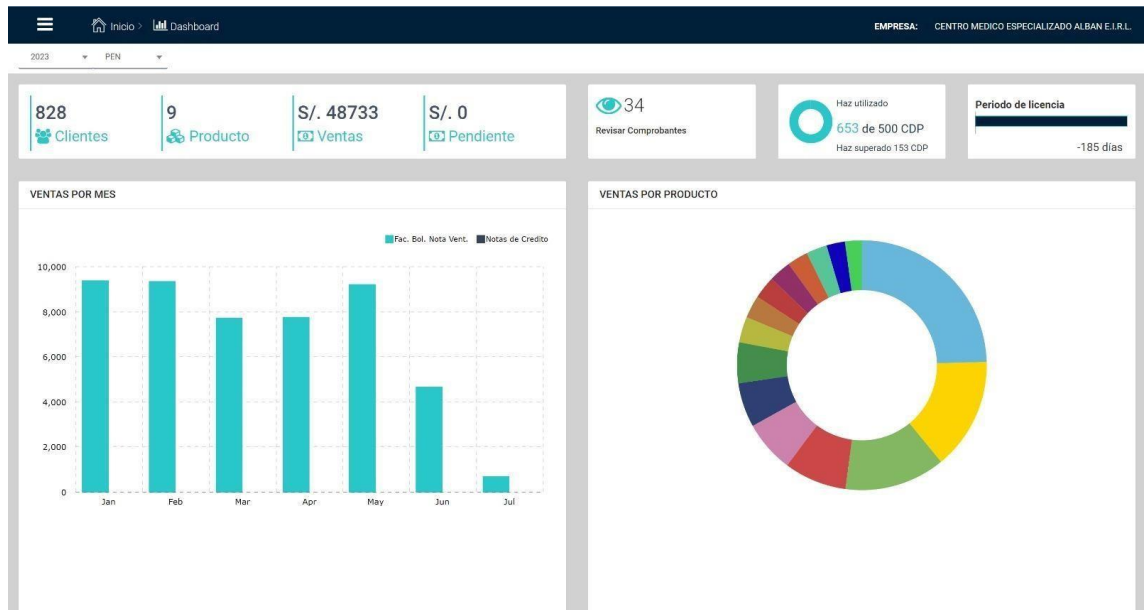 Inicio > Dashboard
EMPRESA: CENTRO MEDICO ESPECIALIZADO ALBAN E.I.R.L.
2023 PEN
828
Clientes
9
Producto
S/. 48733
Ventas
S/. 0
Pendiente
34
Revisar Comprobantes
Haz utilizado
653 de 500 CDP
Haz superado 153 CDP
Periodo de licencia
-185 días
VENTAS POR MES
Fac. Bol. Nota Vent. Notas de Credito
10,000
8,000
6,000
4,000
2,000
0
Jan Feb Mar Apr May Jun Jul
VENTAS POR PRODUCTO